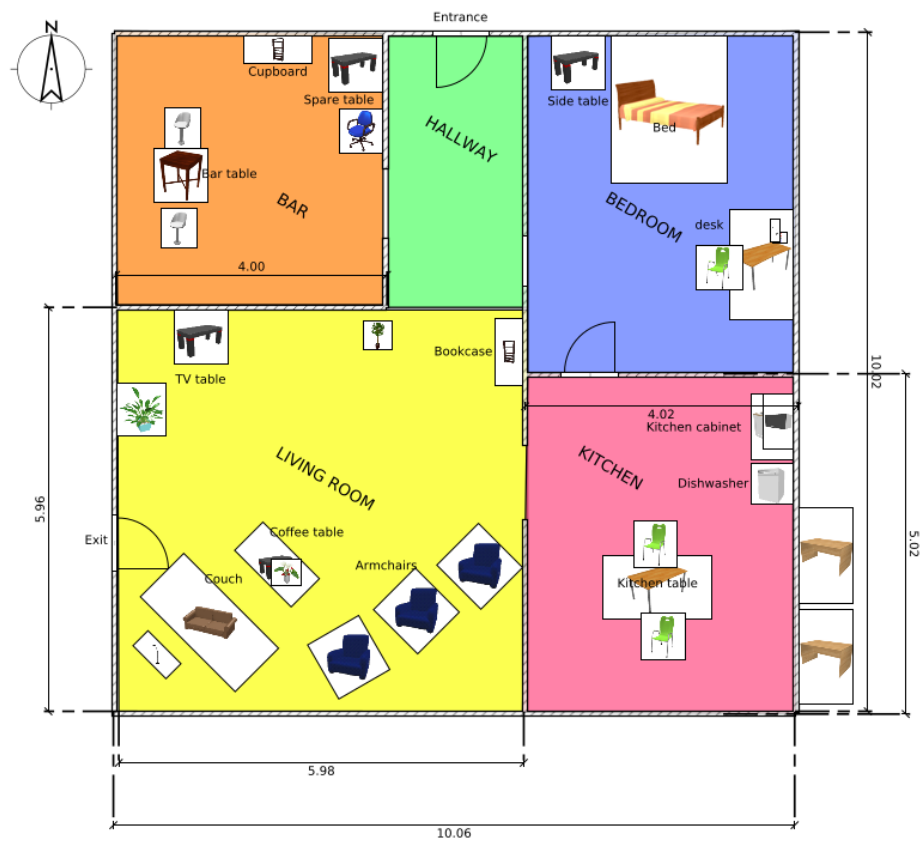 Entrance
N
Cupboard
Spare table
Side table
Bed
HALLWAY
Bar table
BAR
BEDROOM
desk
4.00
Bookcase
TV table
10.02
4.02
Kitchen cabinet
LIVING ROOM
KITCHEN
Dishwasher
5.96
Exit
Coffee table
Armchairs
Couch
Kitchen table
5.02
5.98
10.06